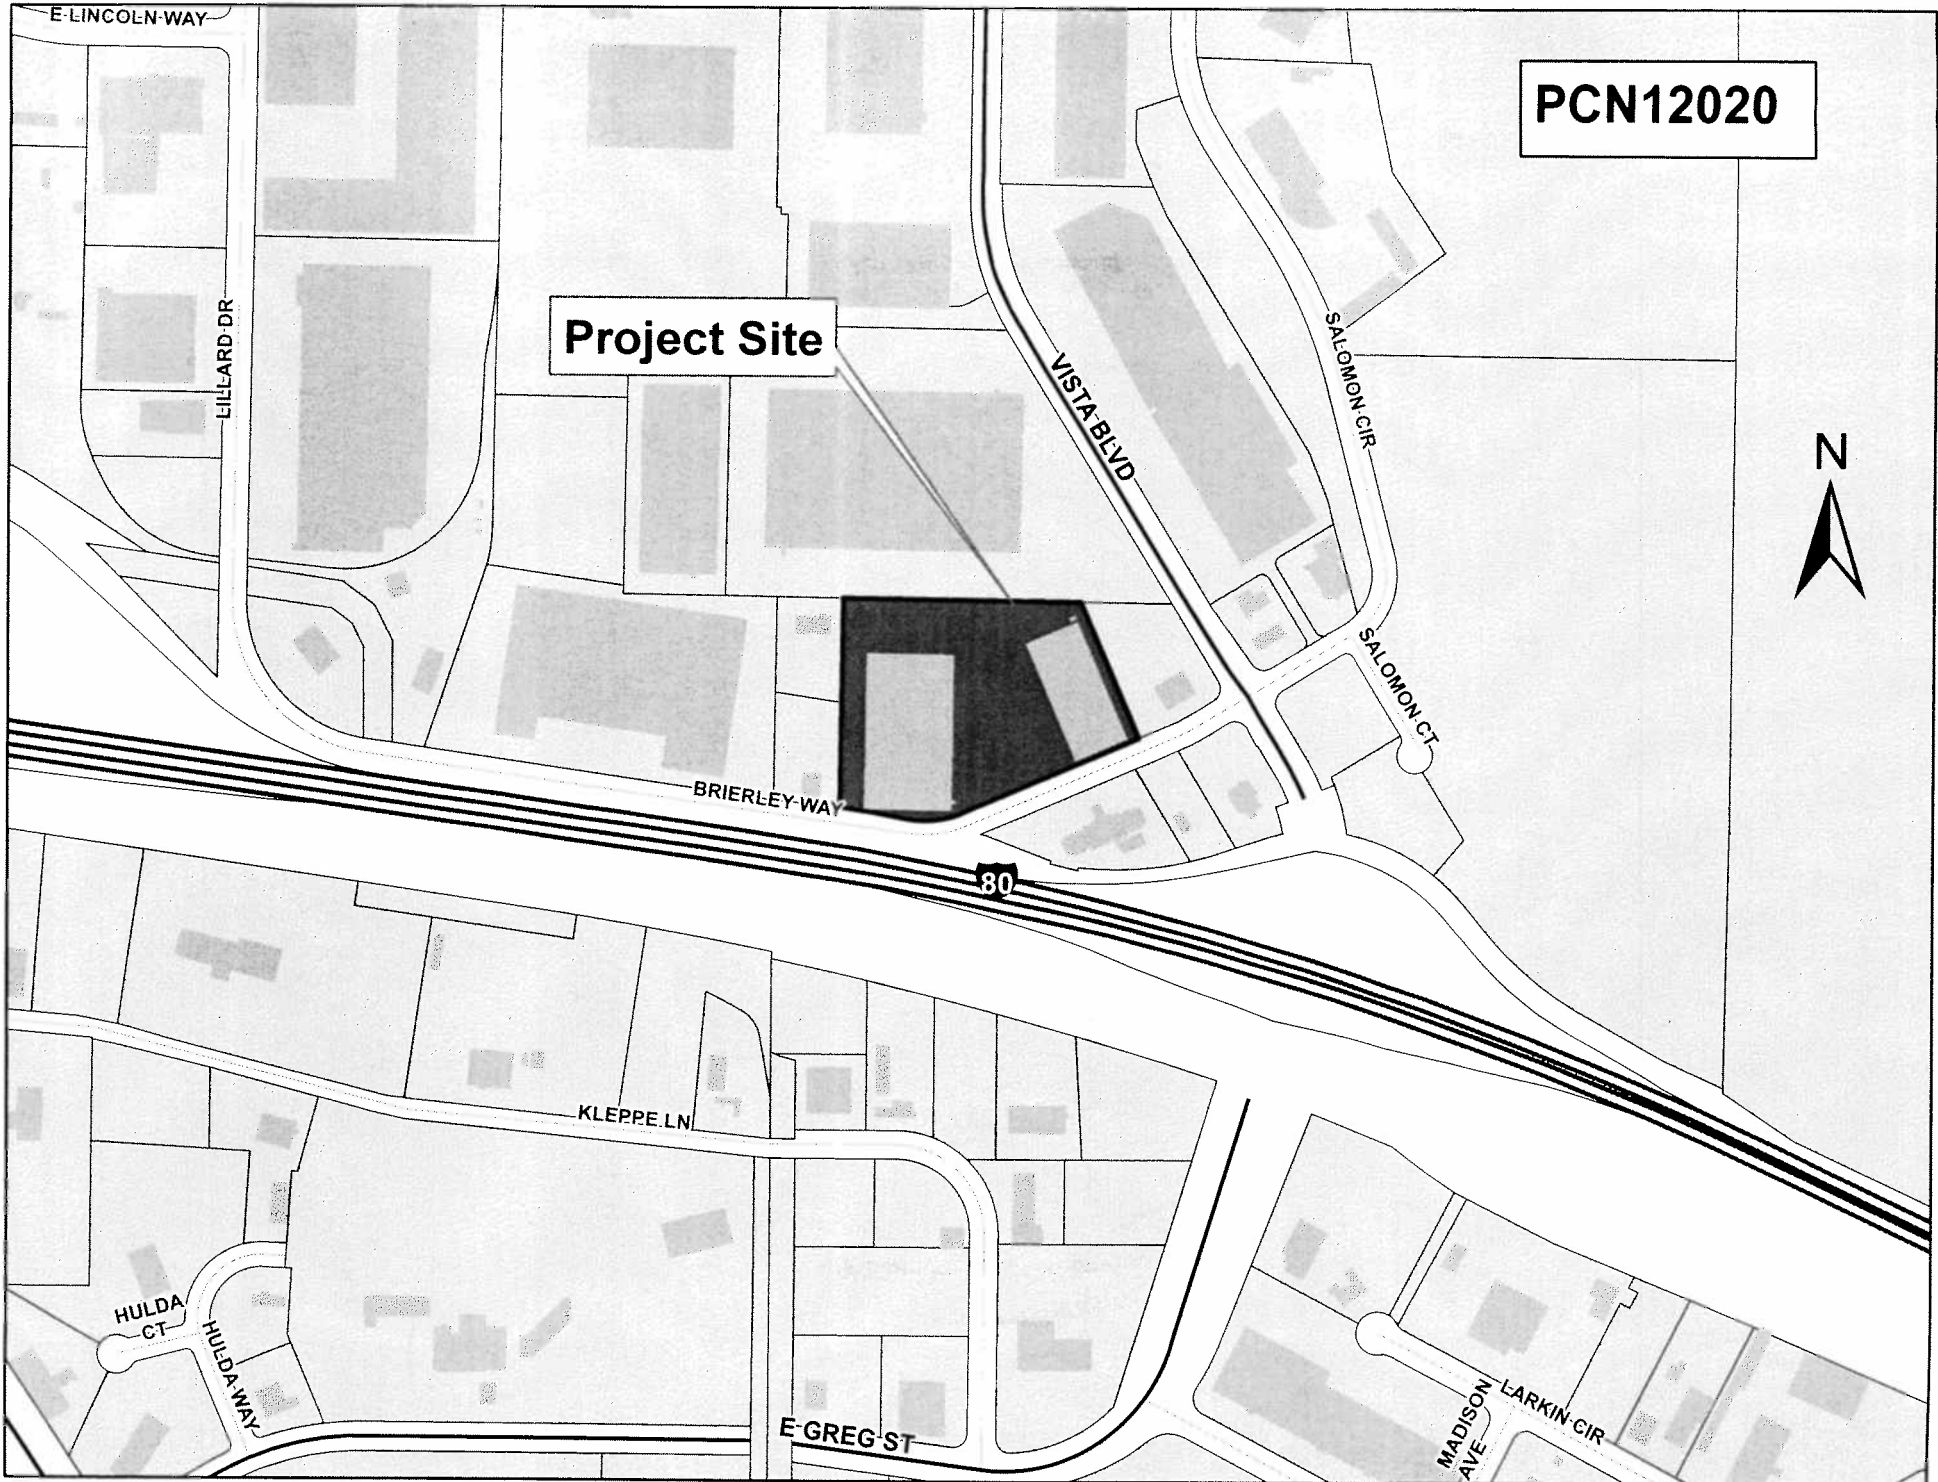 E LINCOLN WAY
PCN12020
LILLARD DR
Project Site
VISTA BLVD
SALOMON CIR
N
SALOMON CT
BRIERLEY WAY
80
KLEPPE LN
HULDA
CT
HULDA WAY
E GREG ST
MADISON
AVE
LARKIN CIR